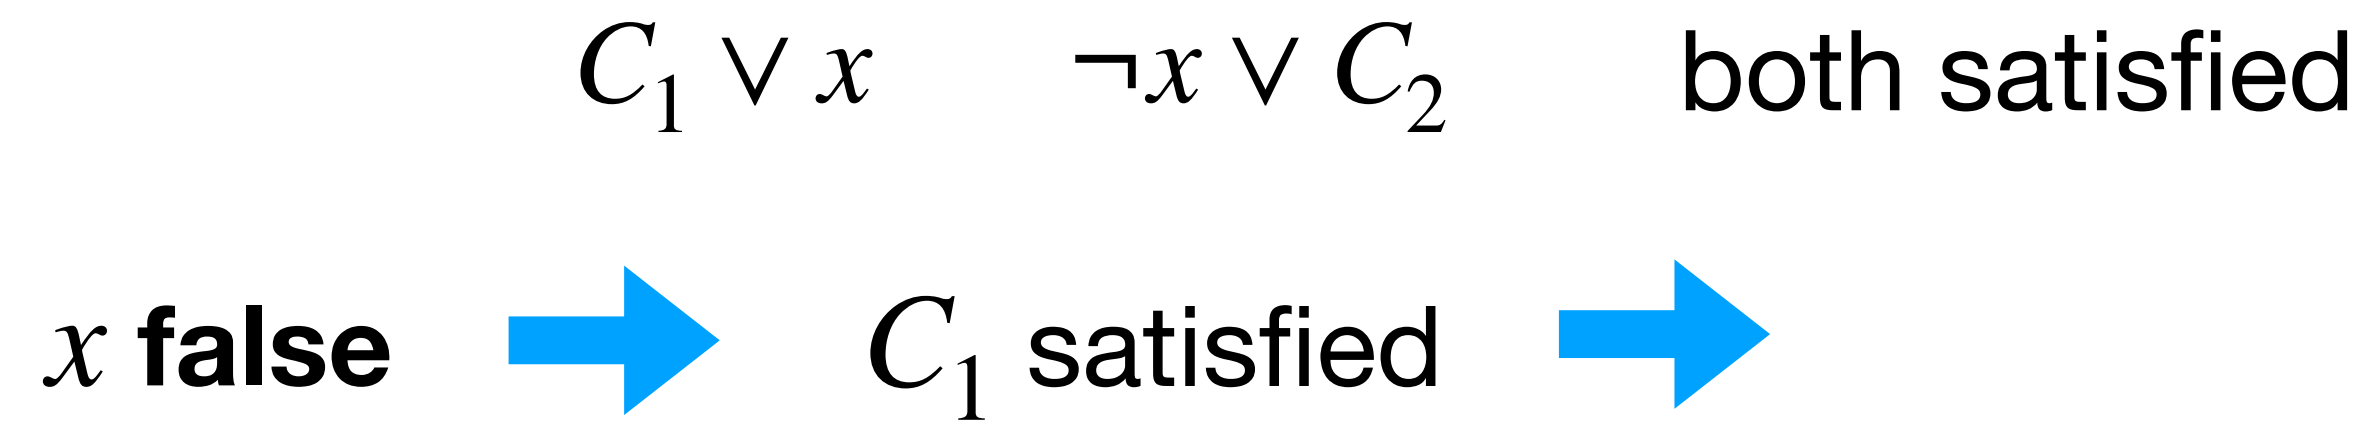 C₁ ∨ x ¬x ∨ C₂ both satisfied
x false C₁ satisfied